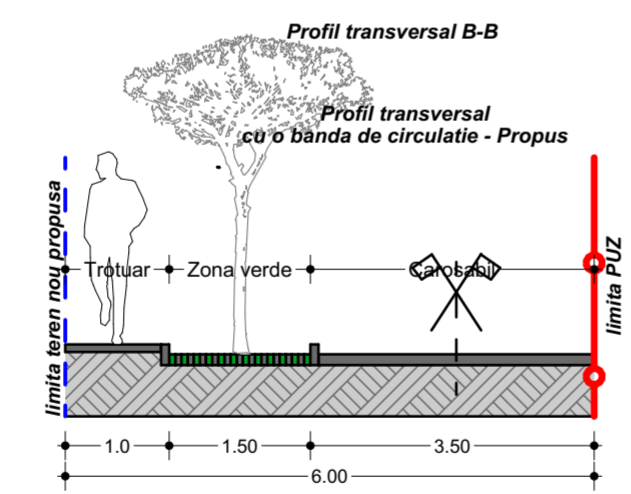 Profil transversal B-B
Profil transversal
cu o banda de circulatie - Propus
limita teren nou propusa
Trotuar
Zona verde
Carosabil
limita PUZ
1.0
1.50
3.50
6.00